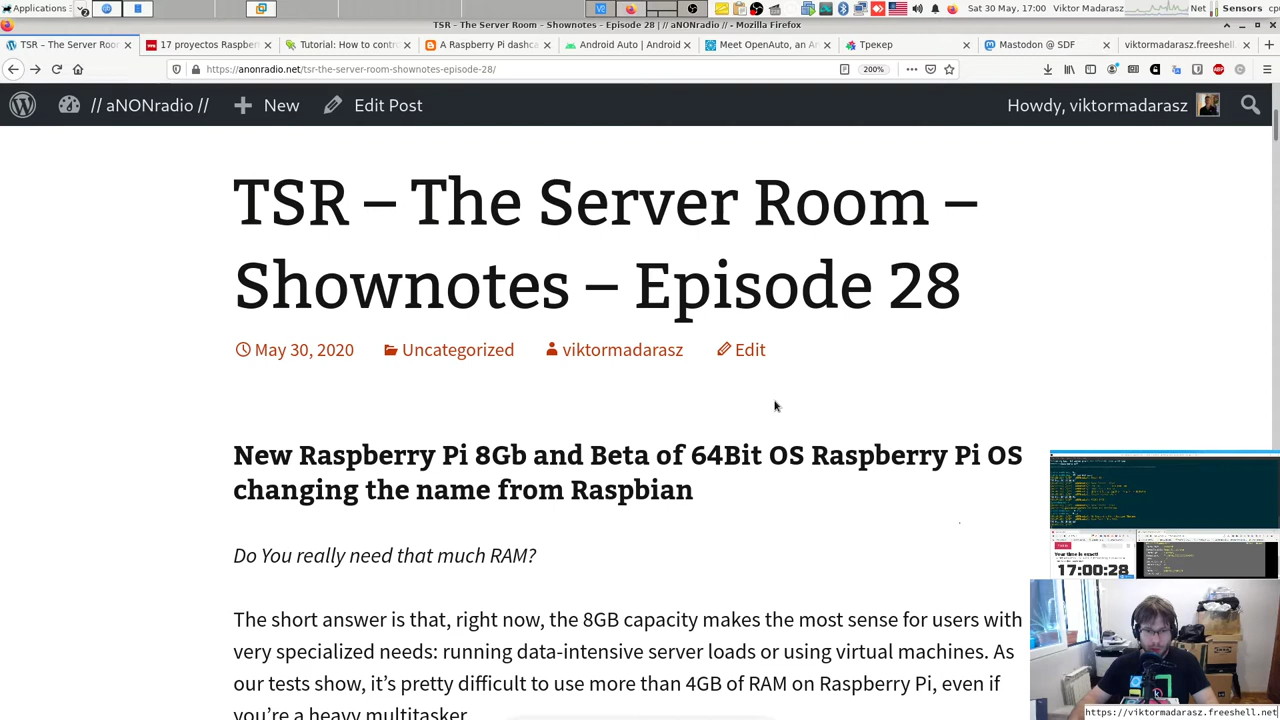 Applications
Sat 30 May, 17:00 Viktor Madarasz
Net
Sensors
TSR – The Server Room – Shownotes – Episode 28 | // aNONradio // - Mozilla Firefox
TSR – The Server Roo
17 proyectos Raspber
Tutorial: How to contr
A Raspberry Pi dashca
Android Auto | Android
Meet OpenAuto, an An
Трекер
Mastodon @ SDF
viktormadarasz.freeshell.
https://anonradio.net/tsr-the-server-room-shownotes-episode-28/
200%
// aNONradio //
New
Edit Post
Howdy, viktormadarasz
TSR – The Server Room –
Shownotes – Episode 28
May 30, 2020
Uncategorized
viktormadarasz
Edit
New Raspberry Pi 8Gb and Beta of 64Bit OS Raspberry Pi OS
changing the name from Raspbian
Do You really need that much RAM?
The short answer is that, right now, the 8GB capacity makes the most sense for users with
very specialized needs: running data-intensive server loads or using virtual machines. As
our tests show, it's pretty difficult to use more than 4GB of RAM on Raspberry Pi, even if
you're a heavy multitasker.
Your time is exact!
17:00:28
https://viktormadarasz.freeshell.net